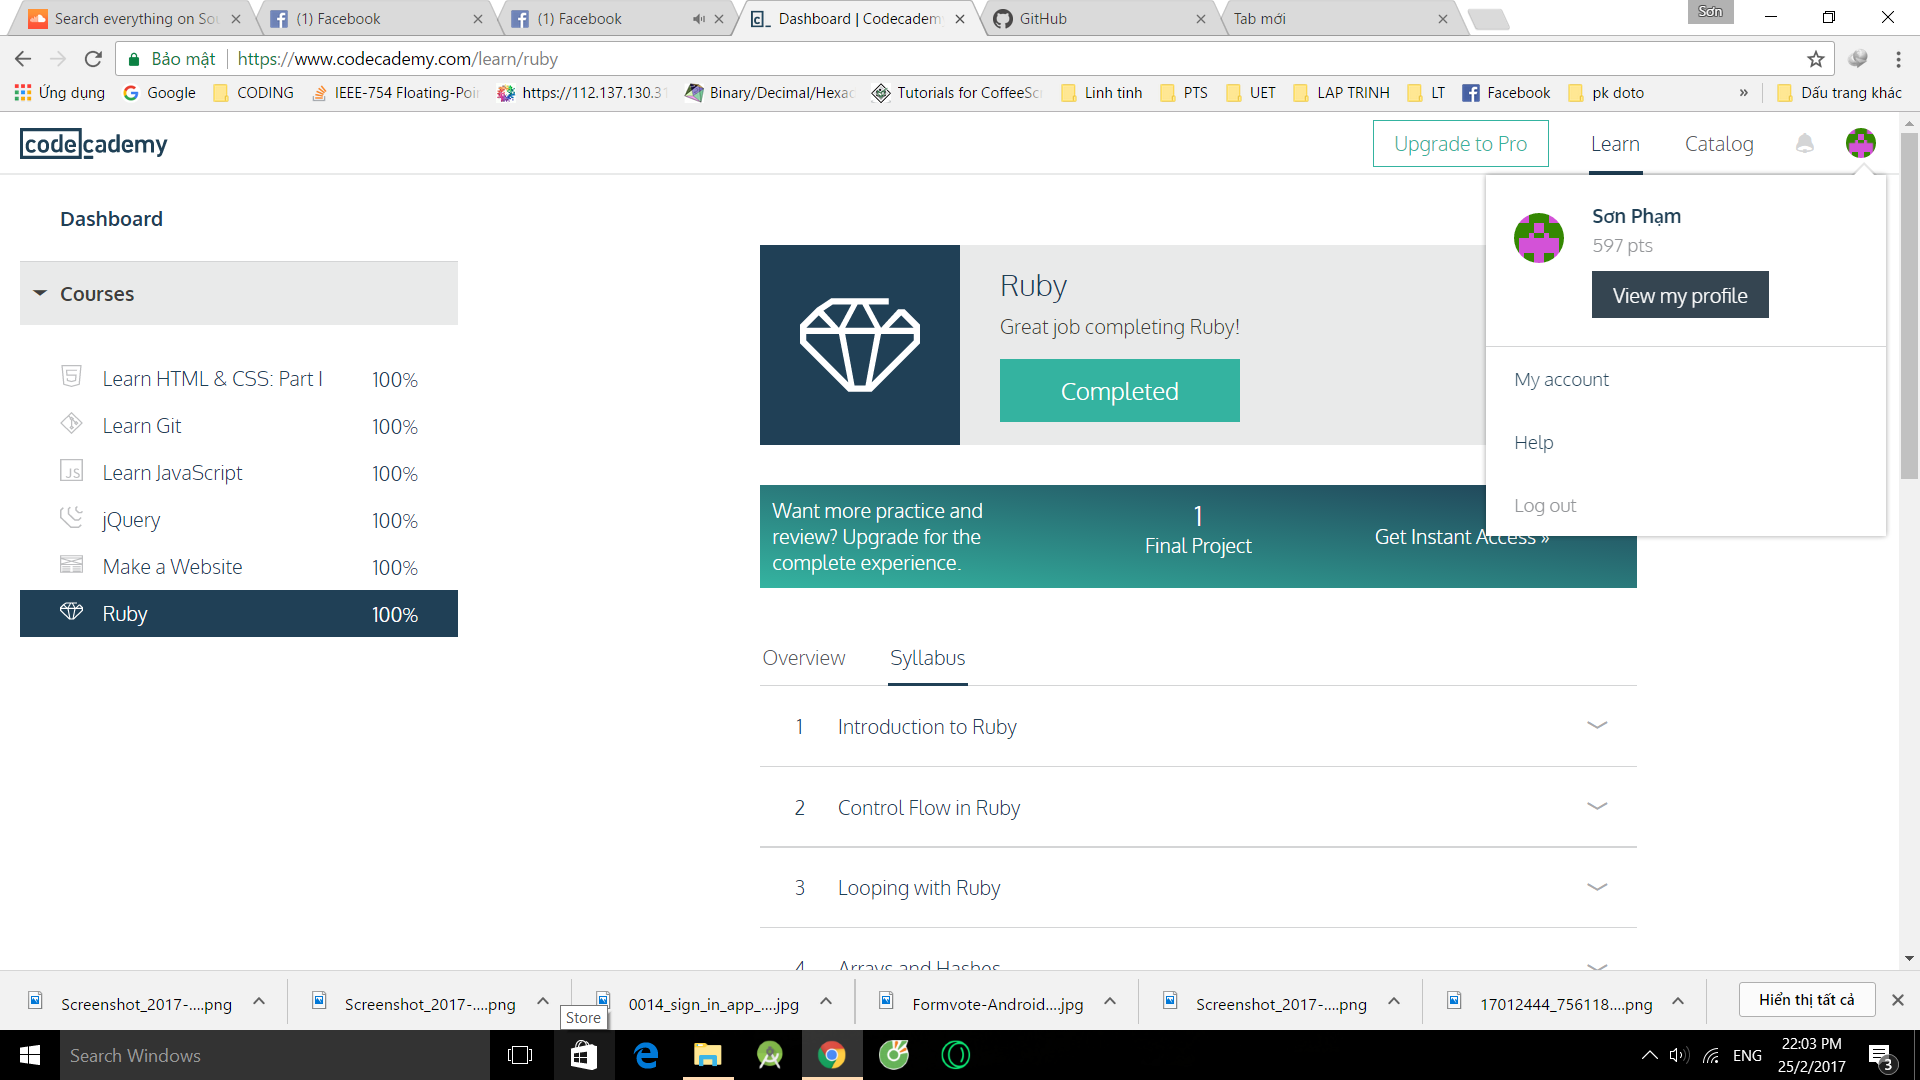 Search everything on Sou
(1) Facebook
(1) Facebook
Dashboard | Codecadem
GitHub
Tab mới
Sơn
Bảo mật
https://www.codecademy.com/learn/ruby
Ứng dụng
Google
CODING
IEEE-754 Floating-Poi
https://112.137.130.3
Binary/Decimal/Hexa
Tutorials for CoffeeSc
Linh tinh
PTS
UET
LAP TRINH
LT
Facebook
pk doto
»
Dấu trang khác
codecademy
Upgrade to Pro
Learn
Catalog
Sơn Phạm
597 pts
View my profile
My account
Help
Log out
Dashboard
Courses
Learn HTML & CSS: Part I 100%
Learn Git 100%
Learn JavaScript 100%
jQuery 100%
Make a Website 100%
Ruby 100%
Ruby
Great job completing Ruby!
Completed
Want more practice and
review? Upgrade for the
complete experience.
1
Final Project
Get Instant Access »
Overview
Syllabus
1 Introduction to Ruby
2 Control Flow in Ruby
3 Looping with Ruby
4 Arrays and Hashes
Screenshot_2017-....png
Screenshot_2017-....png
0014_sign_in_app_....jpg
Formvote-Android....jpg
Screenshot_2017-....png
17012444_756118....png
Hiển thị tất cả
Store
Search Windows
ENG
22:03 PM
25/2/2017
3